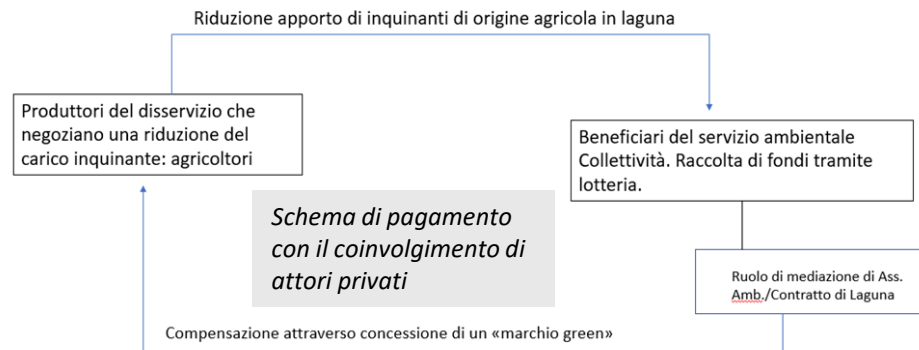 Riduzione apporto di inquinanti di origine agricola in laguna
Produttori del disservizio che
negoziano una riduzione del
carico inquinante: agricoltori
Beneficiari del servizio ambientale
Collettività. Raccolta di fondi tramite
lotteria.
Schema di pagamento
con il coinvolgimento di
attori privati
Ruolo di mediazione di Ass.
Amb./Contratto di Laguna
Compensazione attraverso concessione di un «marchio green»